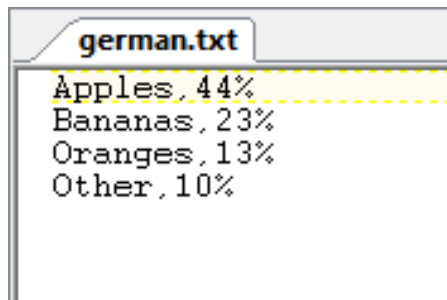 german.txt
Apples,44%
Bananas,23%
Oranges,13%
Other,10%